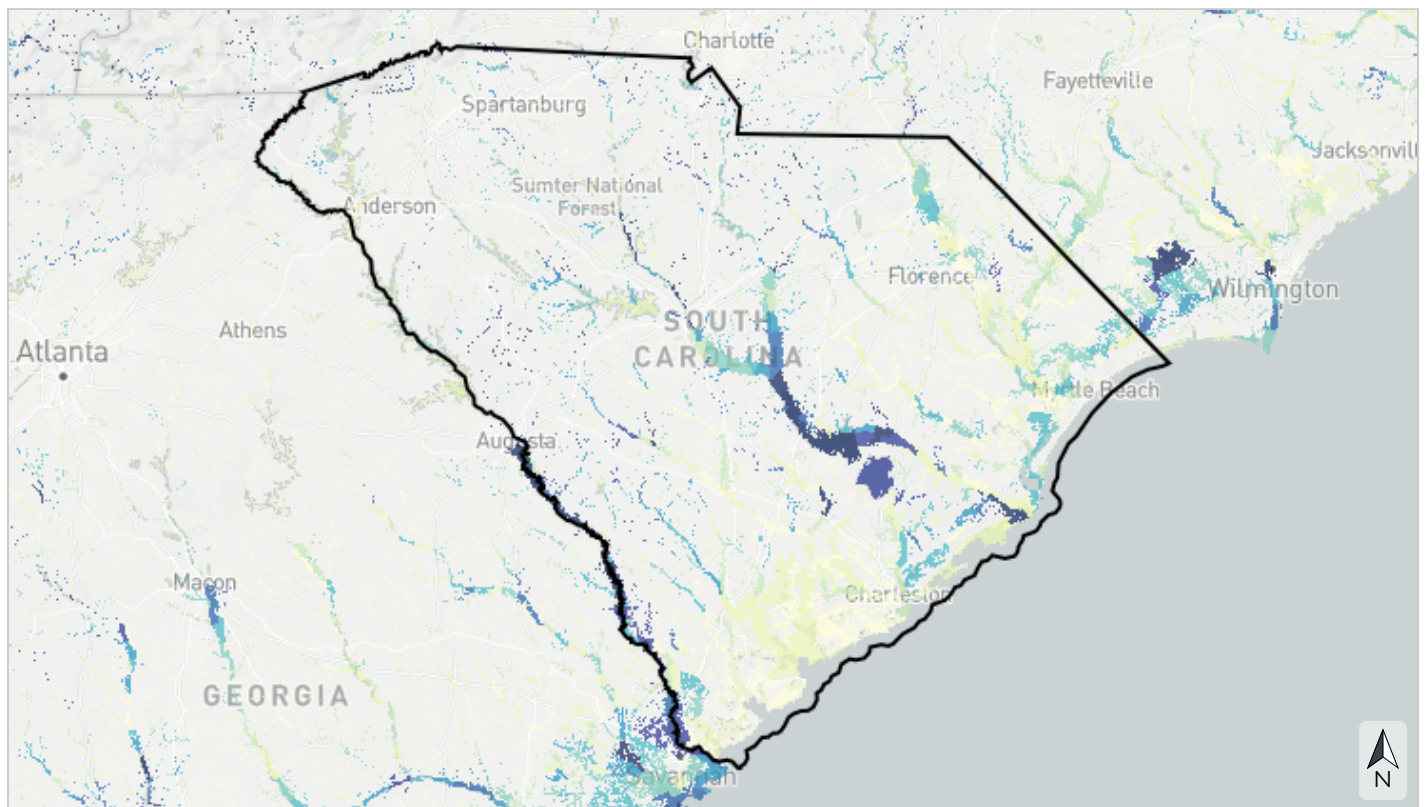 Charlotte
Fayetteville
Spartanburg
Jacksonvill
Sumter National
Forest
Anderson
Florence
Wilmington
SOUTH
CAROLINA
Athens
Atlanta
Myrtle Beach
Augusta
Macon
Charleston
GEORGIA
Savannah
N